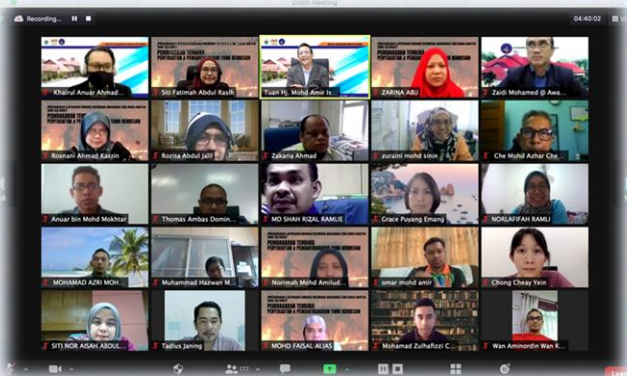 Zoom Meeting
Recording...
04:40:02
Khairul Anuar Ahmad...
Siti Fatimah Abdul Rasih
Tuan Hj. Mohd Amir Is...
ZARINA ABU
Zaidi Mohamed @ Awa...
Rosnani Ahmad Kasrin
Rozita Abdul Jalil
Zakaria Ahmad
zuraini mohd sinin
Che Mohd Azhar Che...
Anuar bin Mohd Mokhtar
Thomas Ambas Domin...
MD SHAH RIZAL RAMLIE
Grace Puyang Emang
NORLAFIFAH RAMLI
MOHAMAD AZRI MOH...
Muhammad Hazwan M...
PEMBAKARAN TERBUKA
Norimah Mohd Amilud...
omar mohd amir
Chong Cheay Yein
SITI NOR AISAH ABDUL...
Tadius Janing
MOHD FAISAL ALIAS
Mohamad Zulhafizzi C...
Wan Aminordin Wan K...
177